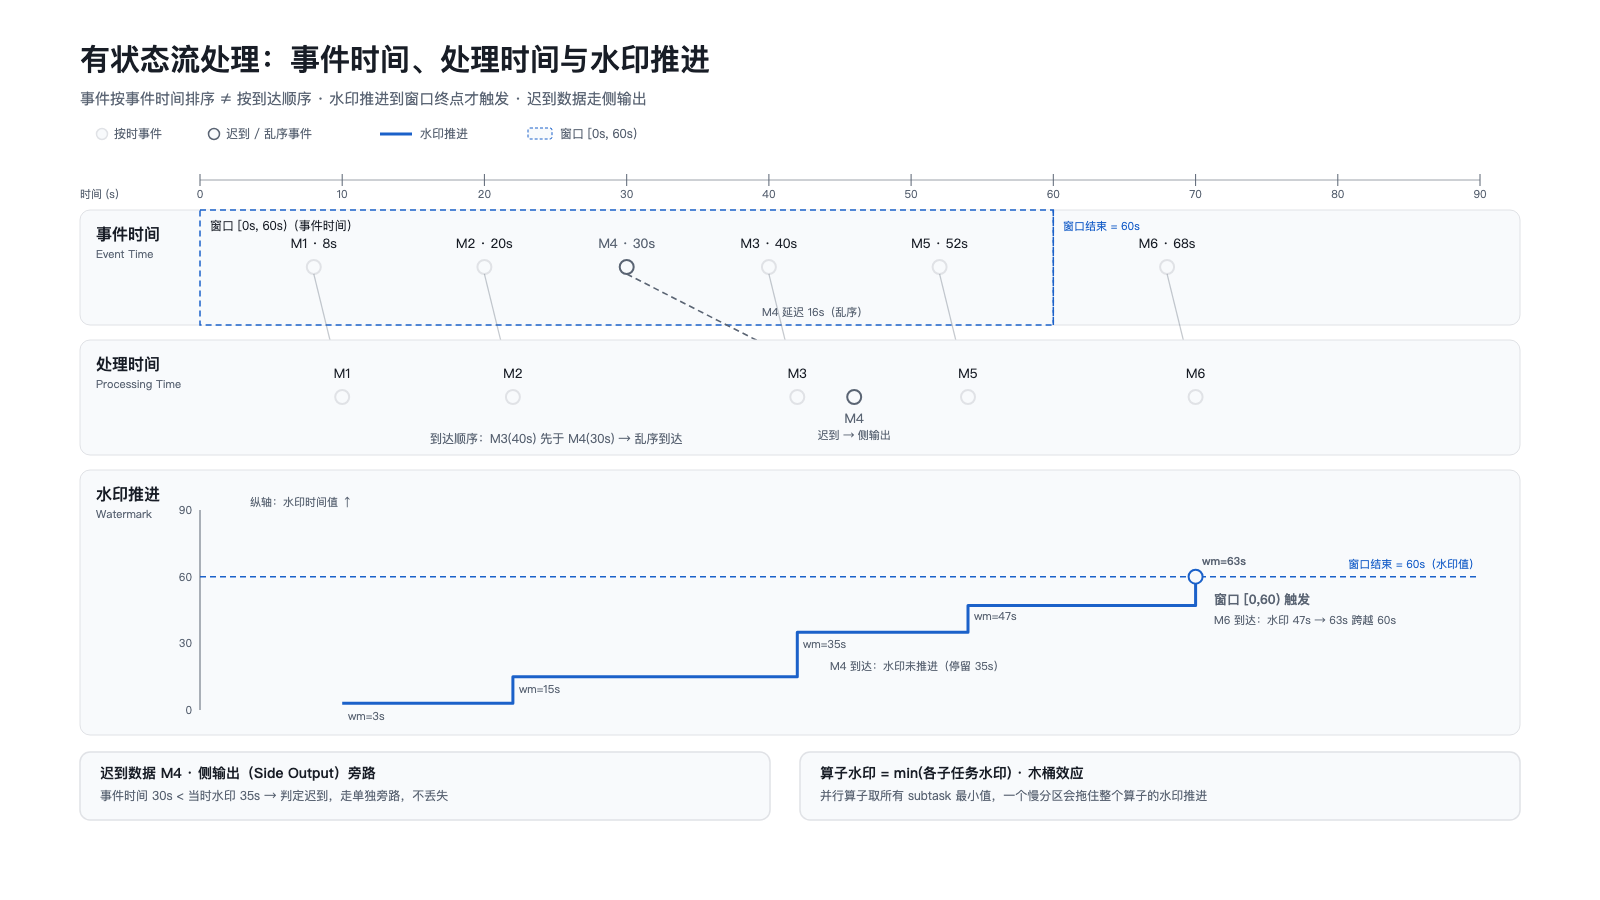 有状态流处理：事件时间、处理时间与水印推进
事件按事件时间排序 ≠ 按到达顺序 · 水印推进到窗口终点才触发 · 迟到数据走侧输出
按时事件
迟到 / 乱序事件
水印推进
窗口 [0s, 60s)
时间 (s)
0
10
20
30
40
50
60
70
80
90
事件时间
Event Time
窗口 [0s, 60s)（事件时间）
窗口结束 = 60s
M1 · 8s
M2 · 20s
M4 · 30s
M3 · 40s
M5 · 52s
M6 · 68s
M4 延迟 16s（乱序）
处理时间
Processing Time
M1
M2
M3
M5
M6
M4
迟到 → 侧输出
到达顺序：M3(40s) 先于 M4(30s) → 乱序到达
水印推进
Watermark
纵轴：水印时间值 ↑
90
60
30
0
wm=63s
窗口结束 = 60s（水印值）
窗口 [0,60) 触发
M6 到达：水印 47s → 63s 跨越 60s
wm=47s
wm=35s
M4 到达：水印未推进（停留 35s）
wm=15s
wm=3s
迟到数据 M4 · 侧输出（Side Output）旁路
事件时间 30s < 当时水印 35s → 判定迟到，走单独旁路，不丢失
算子水印 = min(各子任务水印) · 木桶效应
并行算子取所有 subtask 最小值，一个慢分区会拖住整个算子的水印推进